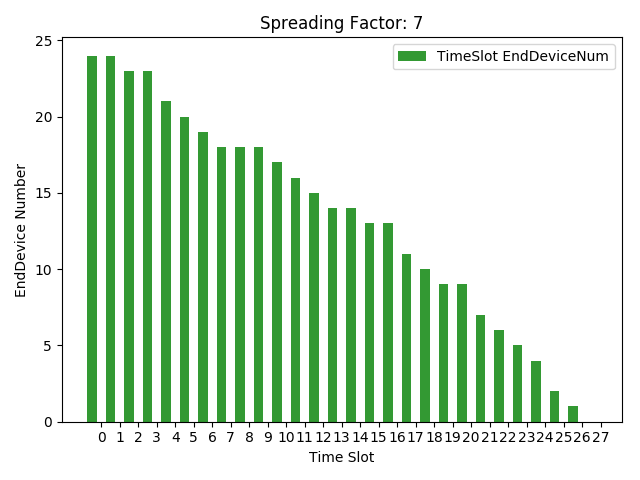 Spreading Factor: 7
TimeSlot EndDeviceNum
EndDevice Number
25
20
15
10
5
0
0 1 2 3 4 5 6 7 8 9 10 11 12 13 14 15 16 17 18 19 20 21 22 23 24 25 26 27
Time Slot